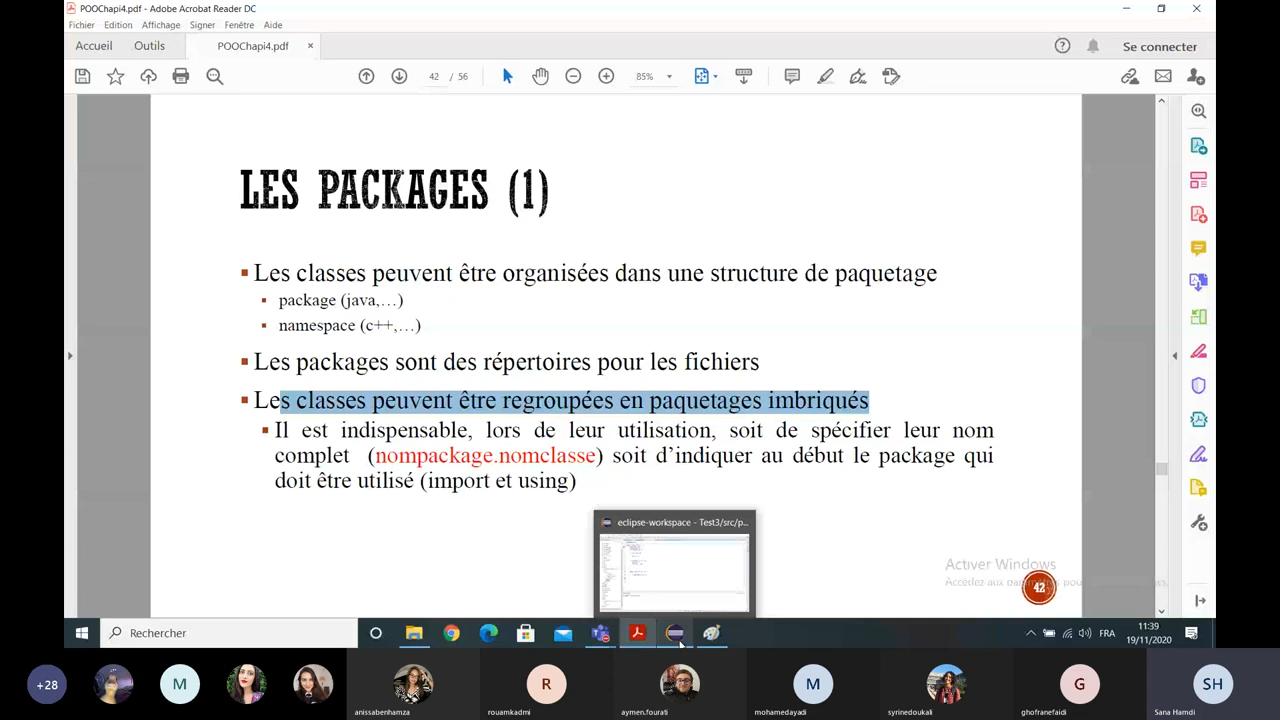 POOChapi4.pdf - Adobe Acrobat Reader DC
Fichier Edition Affichage Signer Fenêtre Aide
Accueil Outils POOChapi4.pdf × Se connecter
42 / 56 85%
LES PACKAGES (1)
Les classes peuvent être organisées dans une structure de paquetage
package (java,…)
namespace (c++,…)
Les packages sont des répertoires pour les fichiers
Les classes peuvent être regroupées en paquetages imbriqués
Il est indispensable, lors de leur utilisation, soit de spécifier leur nom
complet (nompackage.nomclasse) soit d’indiquer au début le package qui
doit être utilisé (import et using)
eclipse-workspace - Test3/src/p...
Activer Windows
Accédez aux
42
Rechercher
FRA
11:39
19/11/2020
+28 M R M G SH
anissabenhamza rouamkadmi aymen.fourati mohamedayadi syrinedoukali ghofranefaidi Sana Hamdi